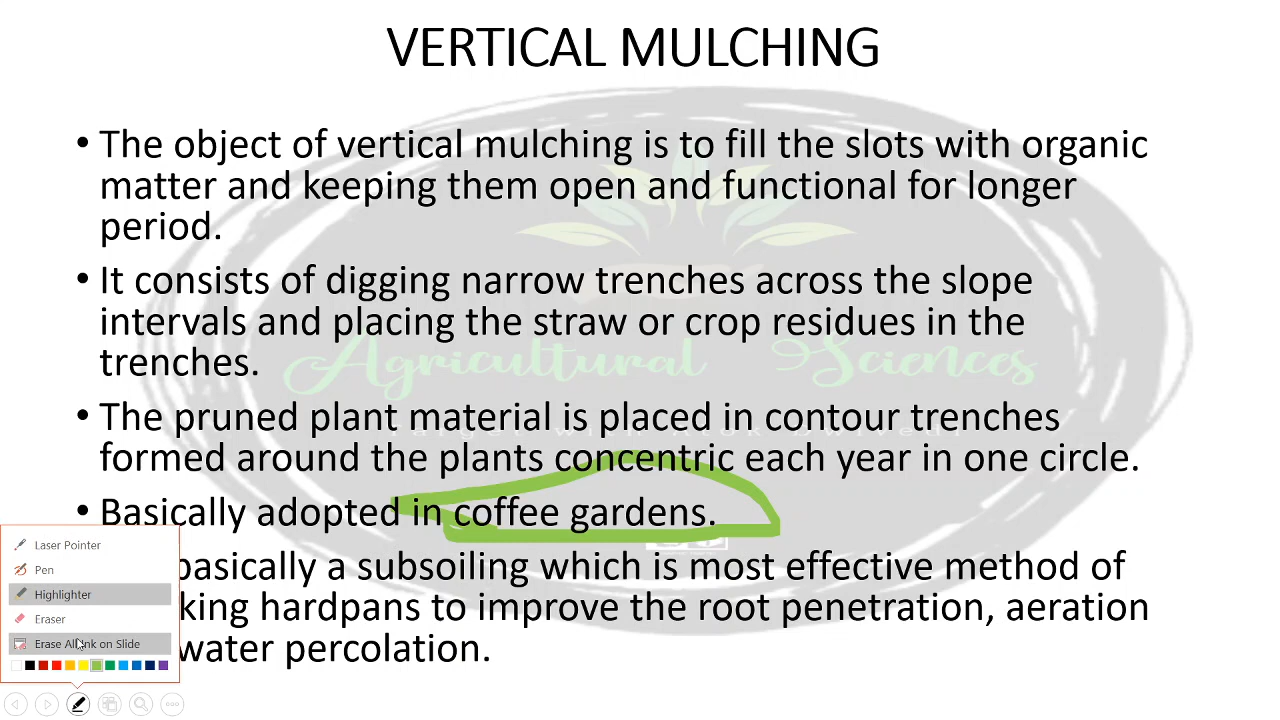 VERTICAL MULCHING
• The object of vertical mulching is to fill the slots with organic
matter and keeping them open and functional for longer
period.
• It consists of digging narrow trenches across the slope
intervals and placing the straw or crop residues in the
trenches.
Agricultural Sciences
• The pruned plant material is placed in contour trenches
formed around the plants concentric each year in one circle.
• Basically adopted in coffee gardens.
basically a subsoiling which is most effective method of
king hardpans to improve the root penetration, aeration
water percolation.
Laser Pointer
Pen
Highlighter
Eraser
Erase All Ink on Slide